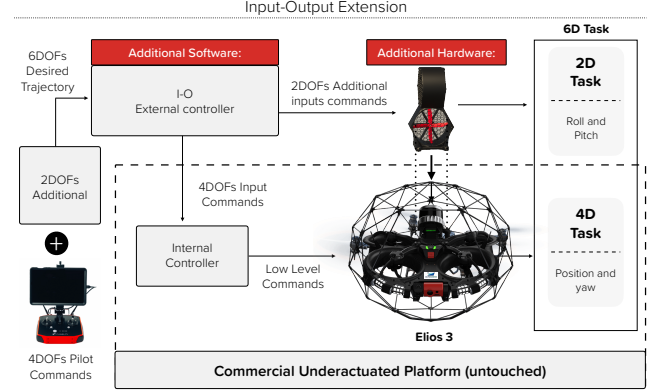 Input-Output Extension
6DOFs
Desired
Trajectory
Additional Software:
I-O
External controller
2DOFs Additional
inputs commands
Additional Hardware:
6D Task
2D
Task
Roll and
Pitch
2DOFs
Additional
4DOFs Input
Commands
Internal
Controller
Low Level
Commands
4D
Task
Position and
yaw
Elios 3
4DOFs Pilot
Commands
Commercial Underactuated Platform (untouched)